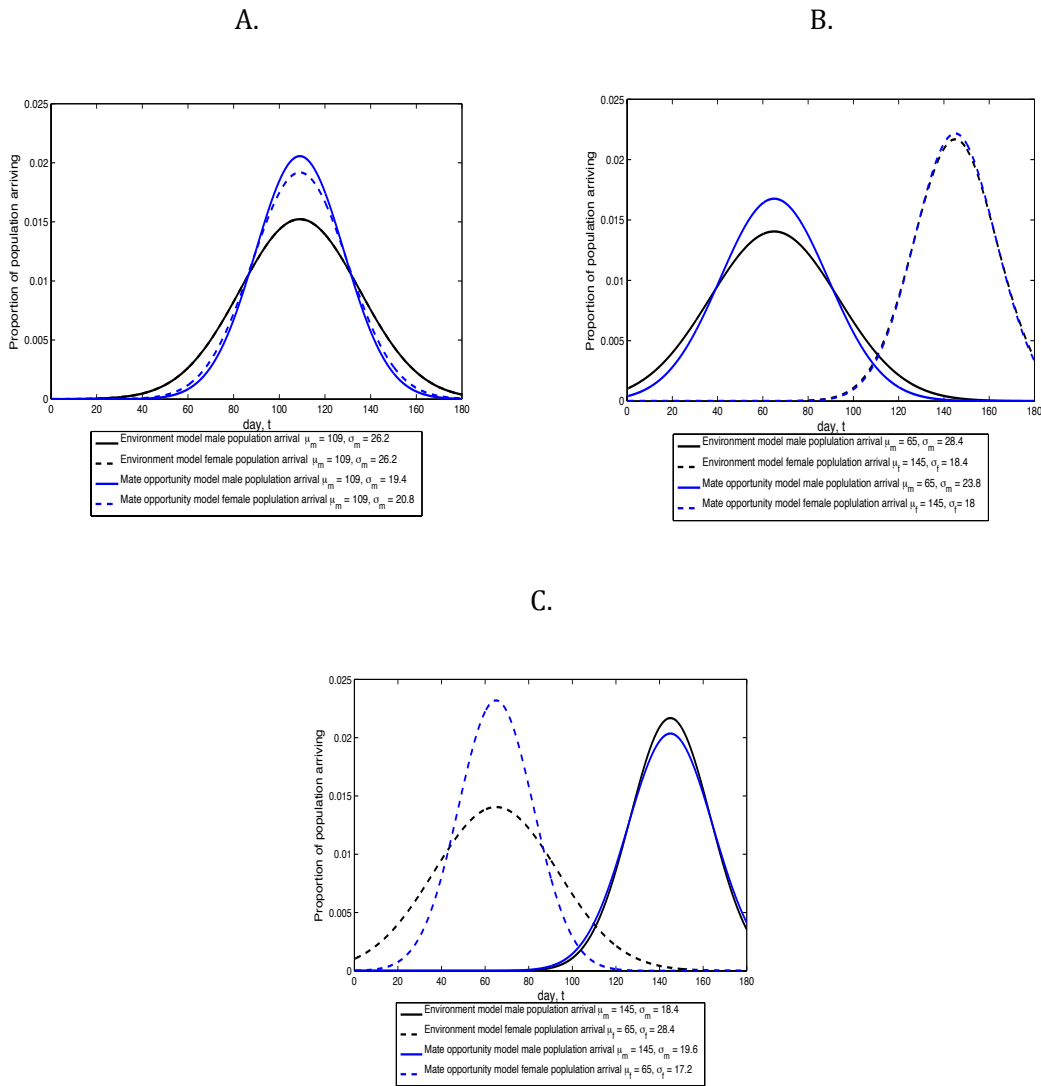 A.
B.
Proportion of population arriving
0.025
0.02
0.015
0.01
0.005
0
0 20 40 60 80 100 120 140 160 180
day, t
Environment model male popullation arrival μm = 109, σm = 26.2
Environment model female popullation arrival μm = 109, σm = 26.2
Mate opportunity model male poplulation arrival μm = 109, σm = 19.4
Mate opportunity model female poplulation arrival μm = 109, σm = 20.8
Proportion of population arriving
0.025
0.02
0.015
0.01
0.005
0
0 20 40 60 80 100 120 140 160 180
day, t
Environment model male poplulation arrival μm = 65, σm = 28.4
Environment model female poplulation arrival μf = 145, σf = 18.4
Mate opportunity model male poplulation arrival μm = 65, σm = 23.8
Mate opportunity model female poplulation arrival μf = 145, σf = 18
C.
Proportion of population arriving
0.025
0.02
0.015
0.01
0.005
0
0 20 40 60 80 100 120 140 160 180
day, t
Environment model male poplulation arrival μm = 145, σm = 18.4
Environment model female poplulation arrival μf = 65, σf = 28.4
Mate opportunity model male poplulation arrival μm = 145, σm = 19.6
Mate opportunity model female poplulation arrival μf = 65, σf = 17.2